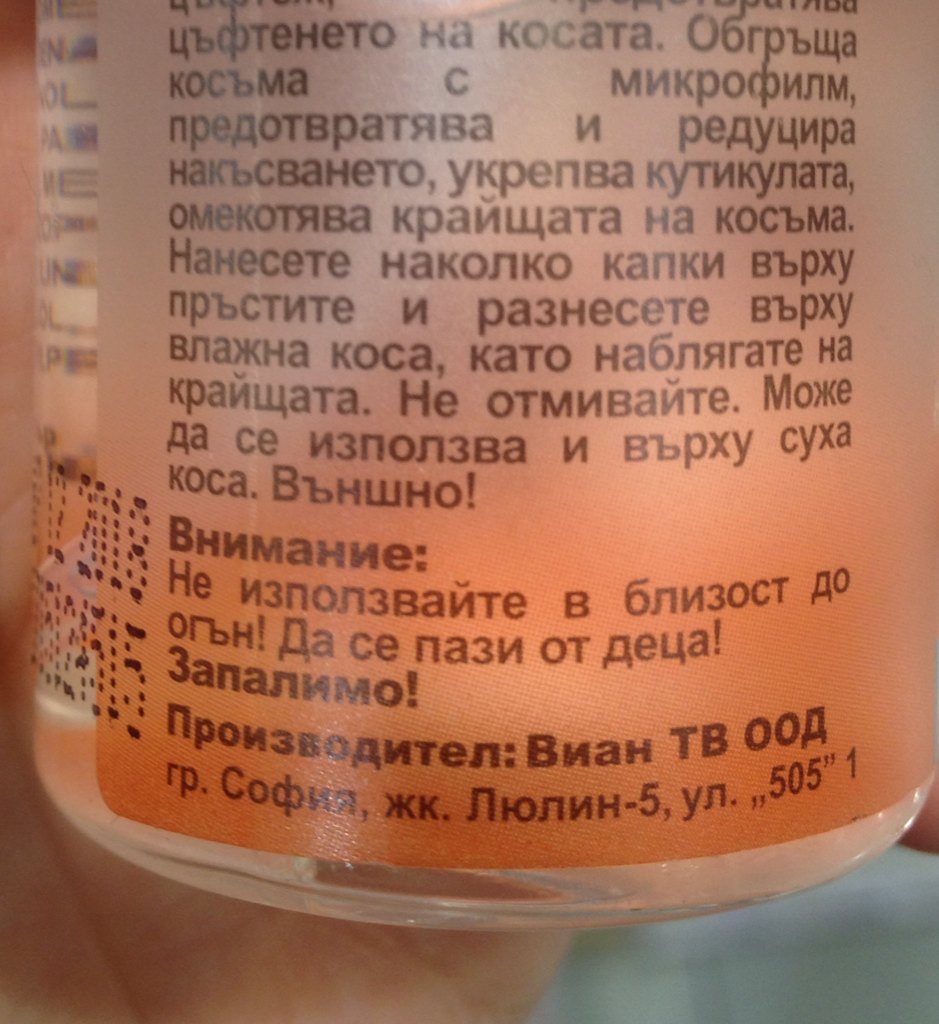 предотвратява
цъфтенето на косата. Обгръща
косъма с микрофилм,
предотвратява и редуцира
накъсването, укрепва кутикулата,
омекотява крайщата на косъма.
Нанесете наколко капки върху
пръстите и разнесете върху
влажна коса, като наблягате на
крайщата. Не отмивайте. Може
да се използва и върху суха
коса. Външно!
Внимание:
Не използвайте в близост до
огън! Да се пази от деца!
Запалимо!
Производител: Виан ТВ ООД
гр. София, жк. Люлин-5, ул. „505” 1